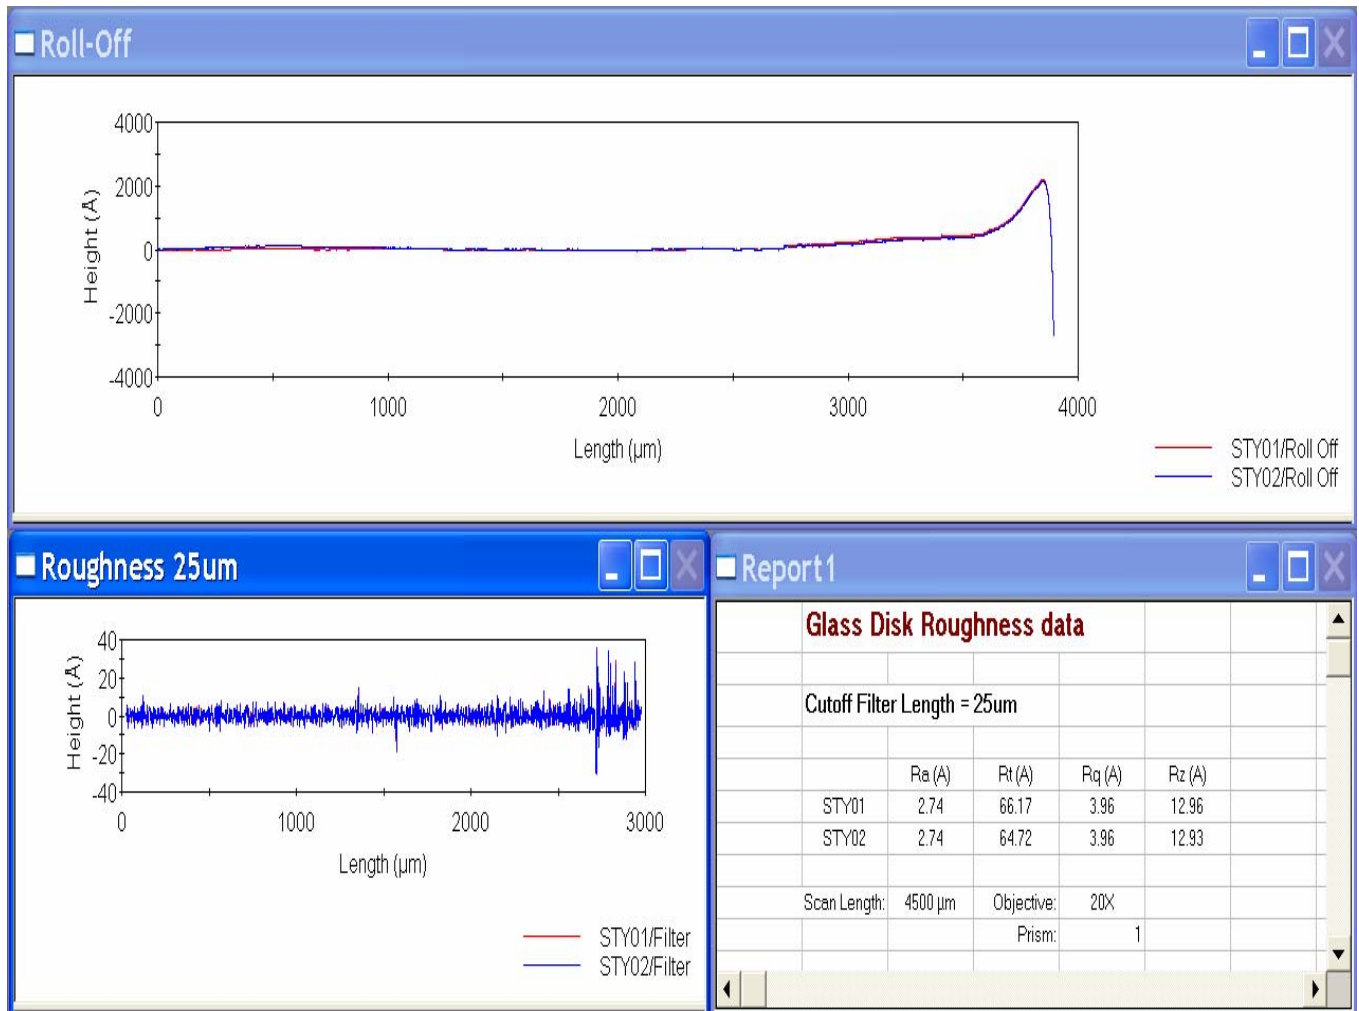 Roll-Off
4000
2000
0
-2000
-4000
Height (Å)
0 1000 2000 3000 4000
Length (µm)
STY01/Roll Off
STY02/Roll Off
Roughness 25um
40
20
0
-20
-40
Height (Å)
0 1000 2000 3000
Length (µm)
STY01/Filter
STY02/Filter
Report1
Glass Disk Roughness data
Cutoff Filter Length = 25um
Ra (A) Rt (A) Rq (A) Rz (A)
STY01 2.74 66.17 3.96 12.96
STY02 2.74 64.72 3.96 12.93
Scan Length: 4500 µm Objective: 20X
Prism: 1